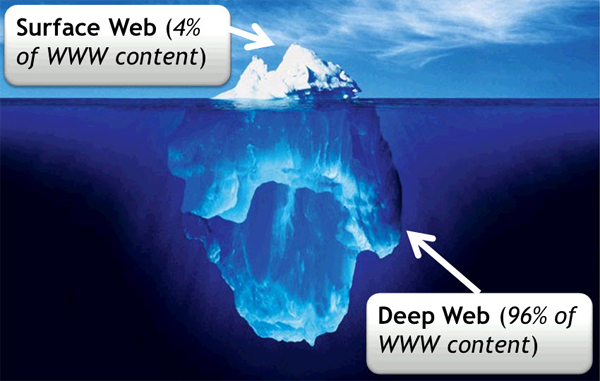 Surface Web (4%
of WWW content)
Deep Web (96% of
WWW content)